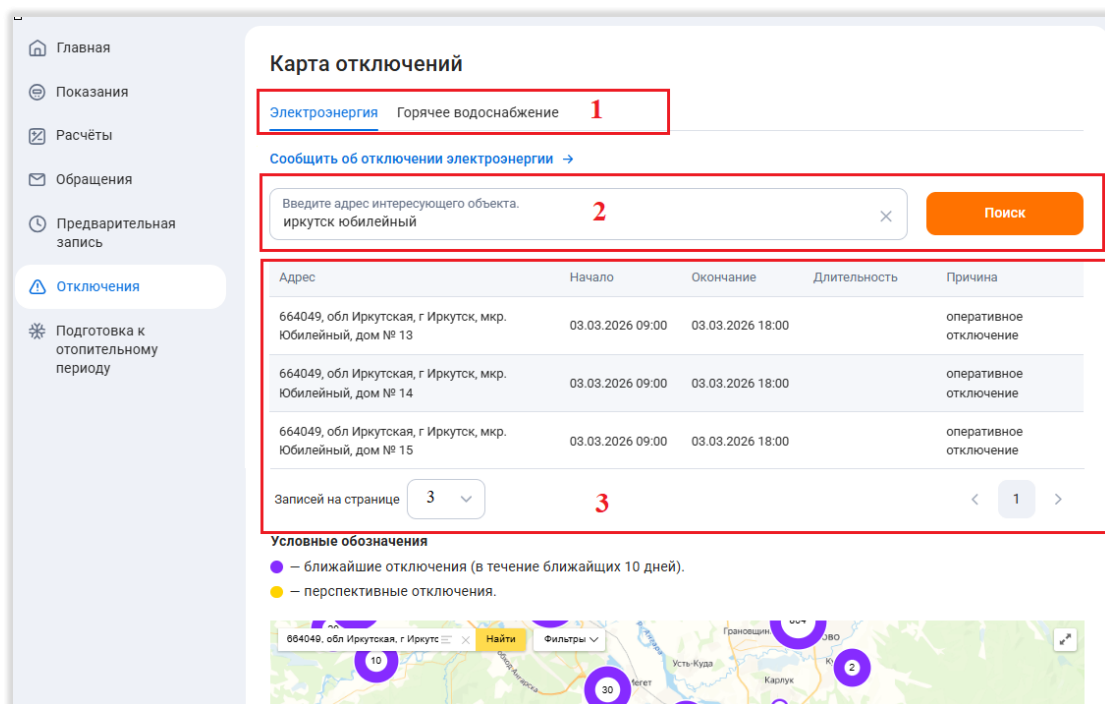 Главная
Показания
Расчёты
Обращения
Предварительная
запись
Отключения
Подготовка к
отопительному
периоду
Карта отключений
Электроэнергия Горячее водоснабжение 1
Сообщить об отключении электроэнергии →
Введите адрес интересующего объекта.
иркутск юбилейный
2
Поиск
Адрес Начало Окончание Длительность Причина
664049, обл Иркутская, г Иркутск, мкр.
Юбилейный, дом № 13
03.03.2026 09:00 03.03.2026 18:00
оперативное
отключение
664049, обл Иркутская, г Иркутск, мкр.
Юбилейный, дом № 14
03.03.2026 09:00 03.03.2026 18:00
оперативное
отключение
664049, обл Иркутская, г Иркутск, мкр.
Юбилейный, дом № 15
03.03.2026 09:00 03.03.2026 18:00
оперативное
отключение
Записей на странице 3
3
1
Условные обозначения
— ближайшие отключения (в течение ближайщих 10 дней).
— перспективные отключения.
664049, обл Иркутская, г Иркутс
Найти
Фильтры
Грановщин
10
Усть-Куда
2
Карлук
30